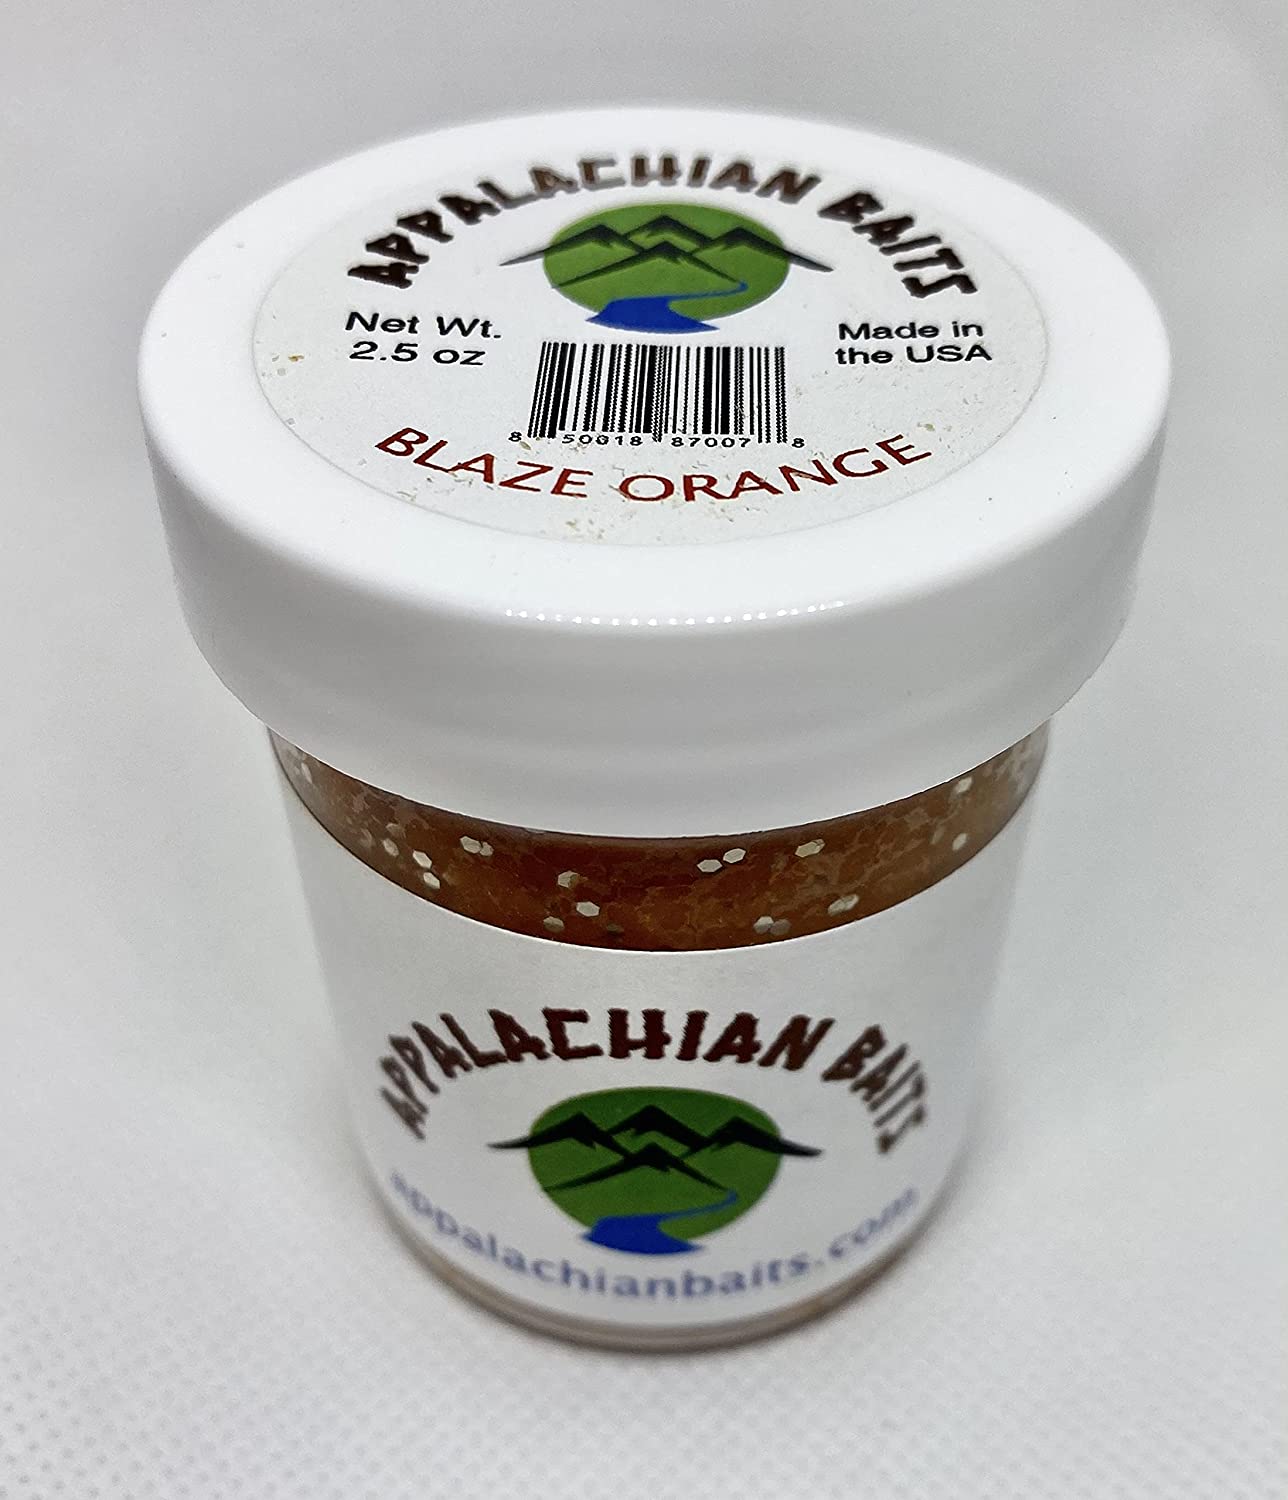 APPALACHIAN BAITS
Net Wt.
2.5 oz
Made in
the USA
8 50018 87007 8
BLAZE ORANGE
APPALACHIAN BAITS
appalachianbaits.com